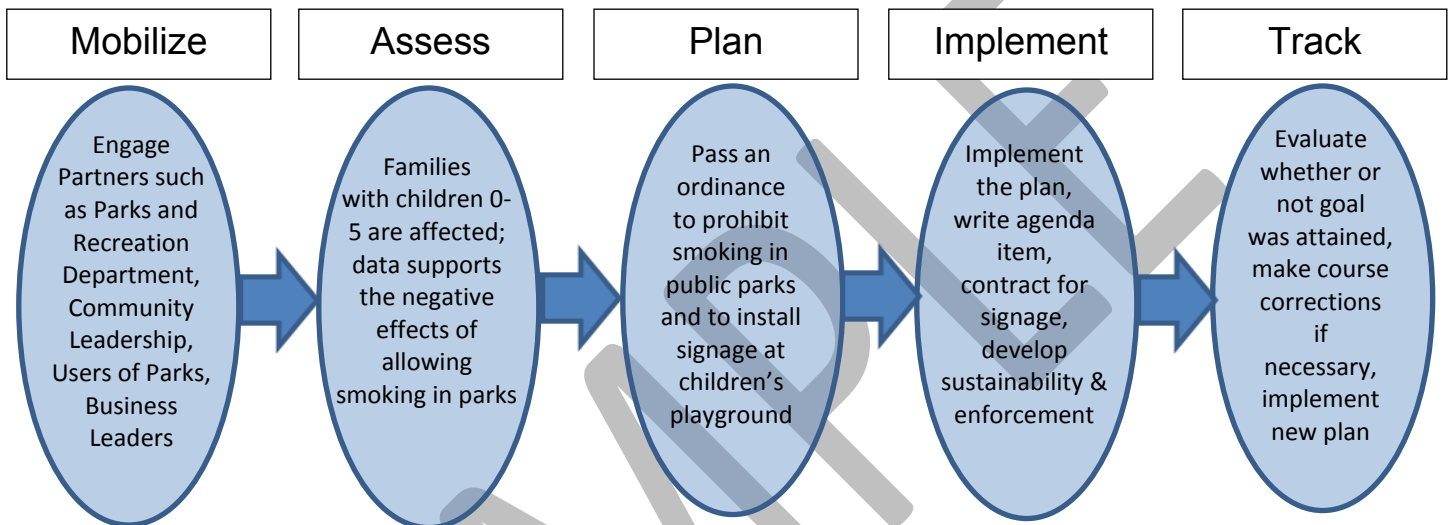 Mobilize
Engage
Partners such
as Parks and
Recreation
Department,
Community
Leadership,
Users of Parks,
Business
Leaders
Assess
Families
with children 0-
5 are affected;
data supports
the negative
effects of
allowing
smoking in parks
Plan
Pass an
ordinance
to prohibit
smoking in
public parks
and to install
signage at
children’s
playground
Implement
Implement
the plan,
write agenda
item,
contract for
signage,
develop
sustainability &
enforcement
Track
Evaluate
whether or
not goal
was attained,
make course
corrections
if
necessary,
implement
new plan